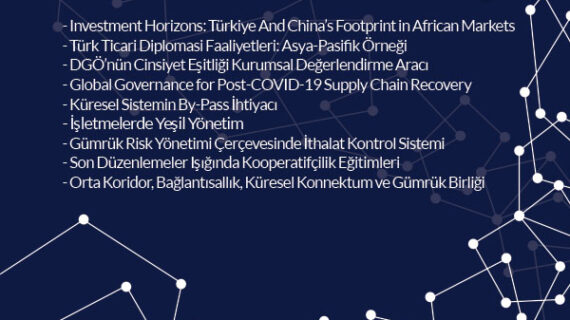 - Investment Horizons: Türkiye And China's Footprint in African Markets
- Türk Ticari Diplomasi Faaliyetleri: Asya-Pasifik Örneği
- DGÖ'nün Cinsiyet Eşitliği Kurumsal Değerlendirme Aracı
- Global Governance for Post-COVID-19 Supply Chain Recovery
- Küresel Sistemin By-Pass İhtiyacı
- İşletmelerde Yeşil Yönetim
- Gümrük Risk Yönetimi Çerçevesinde İthalat Kontrol Sistemi
- Son Düzenlemeler Işığında Kooperatifçilik Eğitimleri
- Orta Koridor, Bağlantısallık, Küresel Konnektum ve Gümrük Birliği